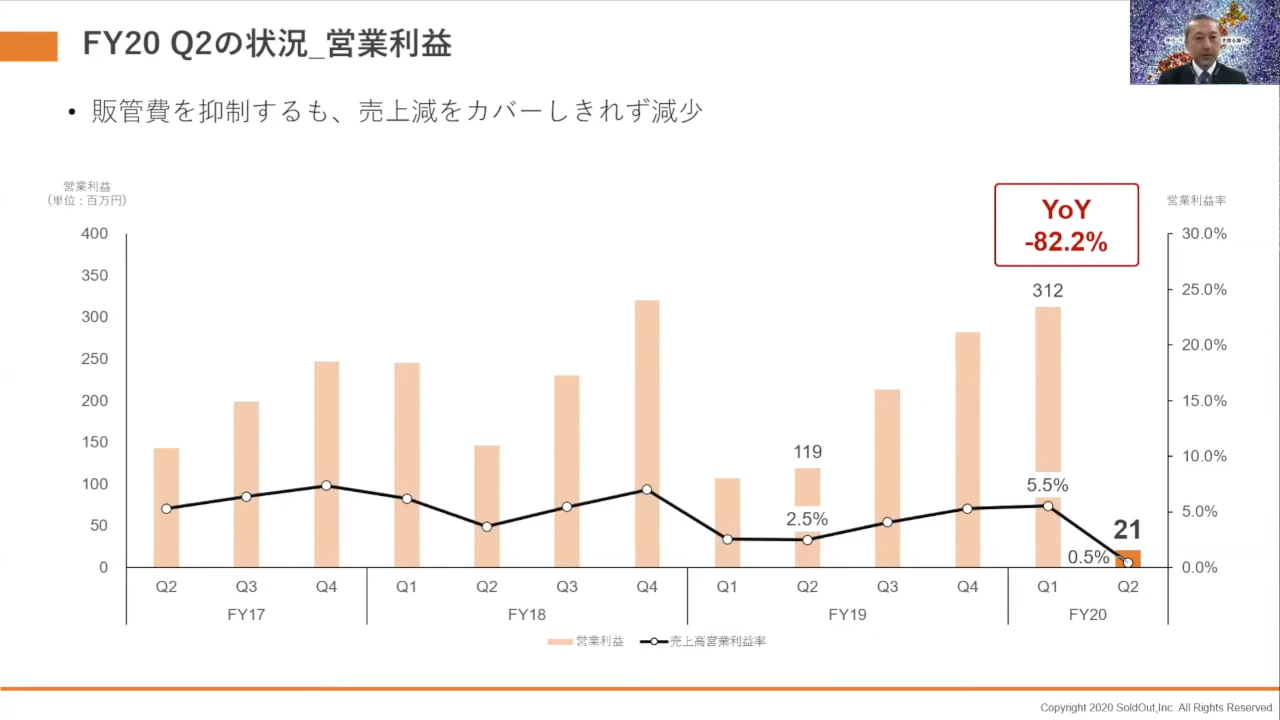 FY20 Q2の状況_営業利益
• 販管費を抑制するも、売上減をカバーしきれず減少
営業利益
(単位：百万円)
営業利益率
YoY
-82.2%
400
350
300
250
200
150
100
50
0
30.0%
25.0%
20.0%
15.0%
10.0%
5.0%
0.0%
312
119
5.5%
2.5%
21
0.5%
Q2 Q3 Q4 Q1 Q2 Q3 Q4 Q1 Q2 Q3 Q4 Q1 Q2
FY17 FY18 FY19 FY20
営業利益 売上高営業利益率
Copyright 2020 SoldOut,Inc. All Rights Reserved.